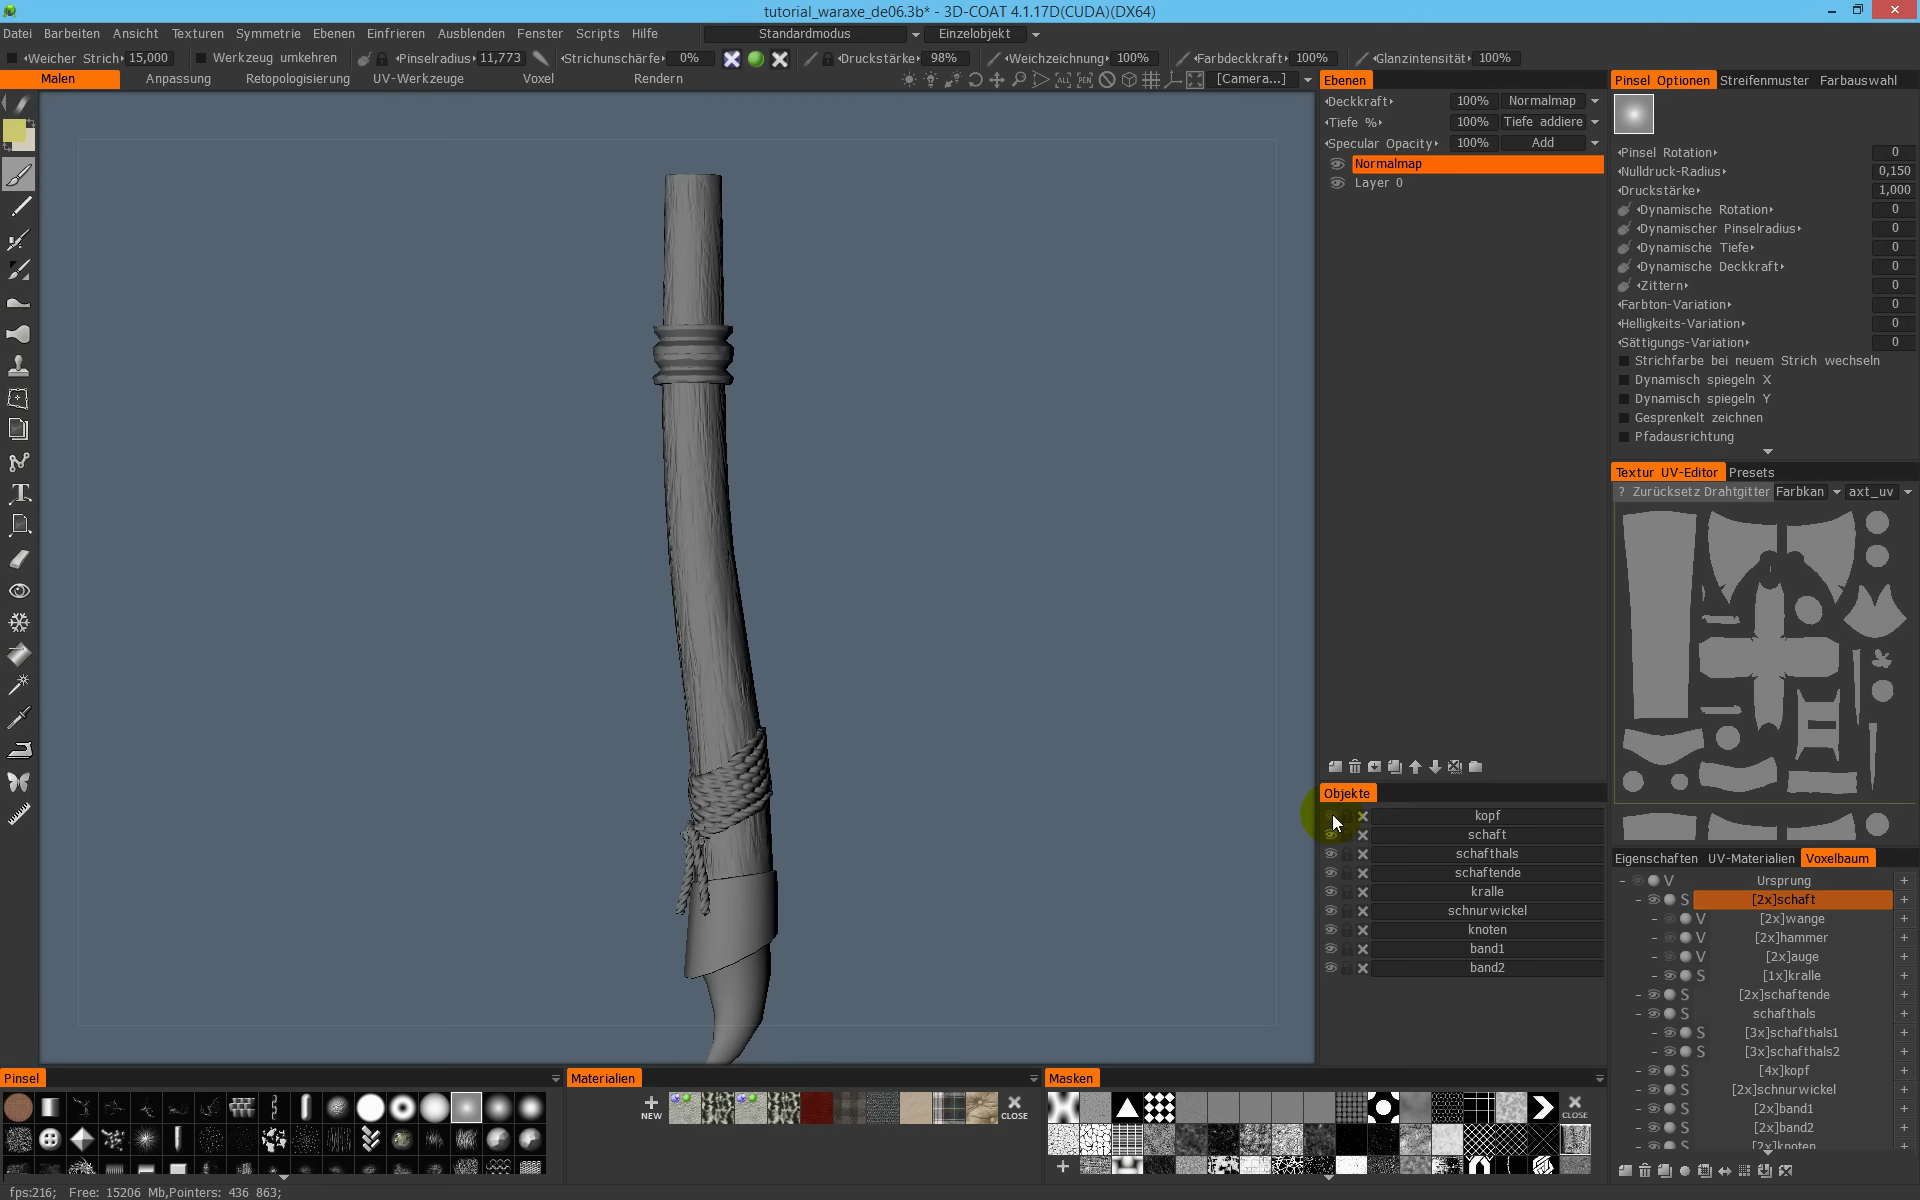 tutorial_waraxe_de06.3b* - 3D-COAT 4.1.17D(CUDA)(DX64)
Datei Barbeiten Ansicht Texturen Symmetrie Ebenen Einfrieren Ausblenden Fenster Scripts Hilfe Standardmodus Einzelobjekt
Weicher Strich 15,000 Werkzeug umkehren Pinselradius 11,773 Strichunschärfe 0% Druckstärke 98% Weichzeichnung 100% Farbdeckkraft 100% Glanzintensität 100%
Malen Anpassung Retopologisierung UV-Werkzeuge Voxel Rendern [Camera...]
Ebenen
Deckkraft 100% Normalmap
Tiefe % 100% Tiefe addiere
Specular Opacity 100% Add
Normalmap
Layer 0
Pinsel Optionen Streifenmuster Farbauswahl
Pinsel Rotation 0
Nulldruck-Radius 0,150
Druckstärke 1,000
Dynamische Rotation 0
Dynamischer Pinselradius 0
Dynamische Tiefe 0
Dynamische Deckkraft 0
Zittern 0
Farbton-Variation 0
Helligkeits-Variation 0
Sättigungs-Variation 0
Strichfarbe bei neuem Strich wechseln
Dynamisch spiegeln X
Dynamisch spiegeln Y
Gesprenkelt zeichnen
Pfadausrichtung
Textur UV-Editor Presets
? Zurücksetz Drahtgitter Farbkan axt_uv
Objekte
kopf
schaft
schafthals
schaftende
kralle
schnurwickel
knoten
band1
band2
Eigenschaften UV-Materialien Voxelbaum
V Ursprung +
S [2x]schaft +
V [2x]wange +
V [2x]hammer +
V [2x]auge +
S [1x]kralle +
S [2x]schaftende +
S schafthals +
S [3x]schafthals1 +
S [3x]schafthals2 +
S [4x]kopf +
S [2x]schnurwickel +
S [2x]band1 +
S [2x]band2 +
S [2x]knoten +
Pinsel
Materialien
NEW CLOSE
Masken
CLOSE
fps:216; Free: 15206 Mb,Pointers: 436 863;